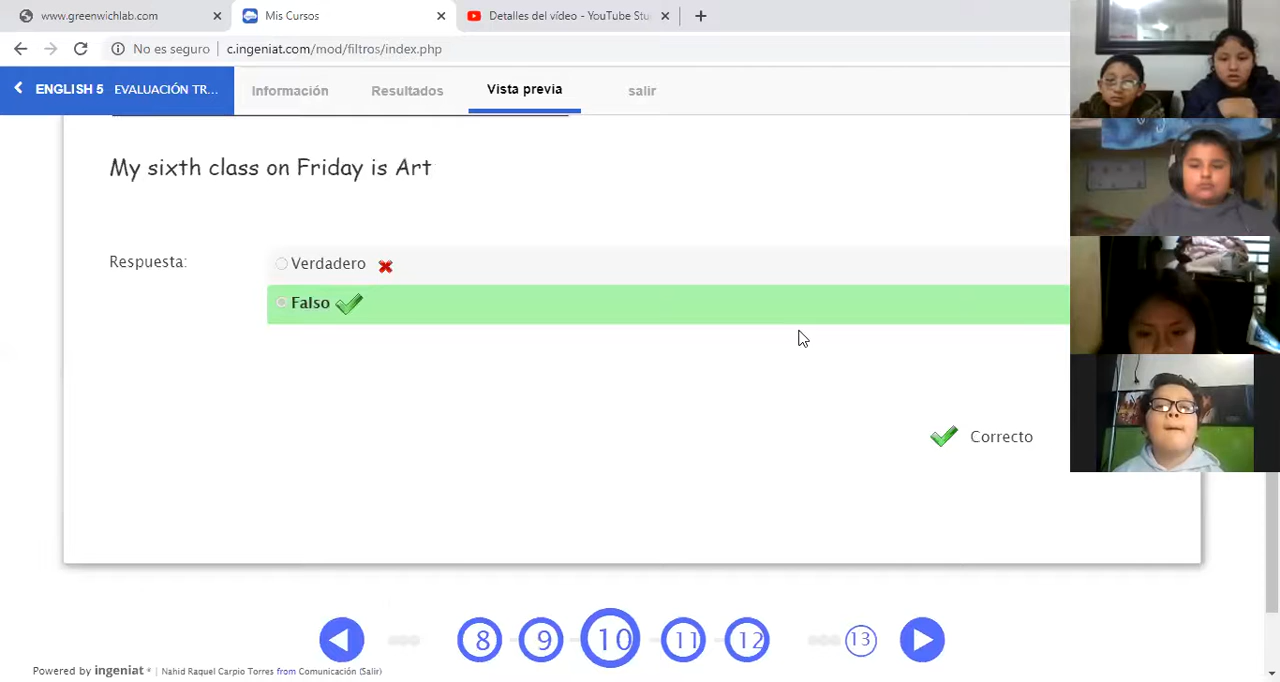 www.greenwichlab.com
Mis Cursos
Detalles del vídeo - YouTube Stu
No es seguro
c.ingeniat.com/mod/filtros/index.php
ENGLISH 5
EVALUACIÓN TR...
Información
Resultados
Vista previa
salir
My sixth class on Friday is Art
Respuesta:
Verdadero
Falso
Correcto
8
9
10
11
12
13
Powered by ingeniat
Nahid Raquel Carpio Torres from Comunicación (Salir)